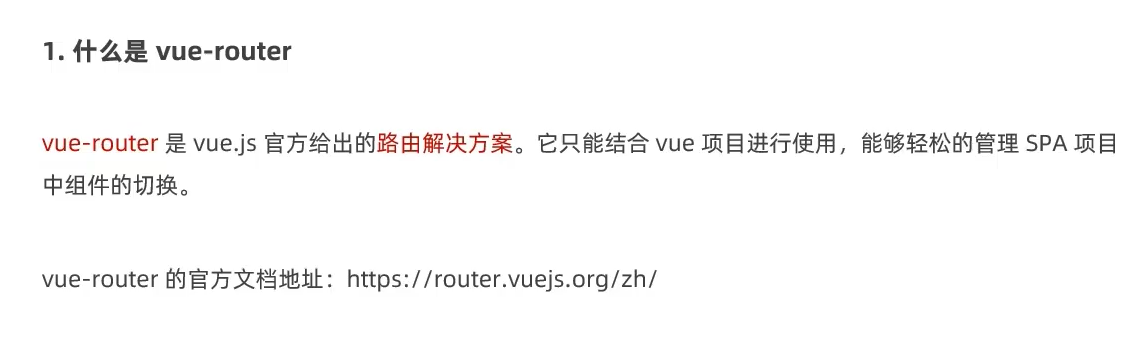 1. 什么是 vue-router
vue-router 是 vue.js 官方给出的路由解决方案。它只能结合 vue 项目进行使用，能够轻松的管理 SPA 项目
中组件的切换。
vue-router 的官方文档地址：https://router.vuejs.org/zh/